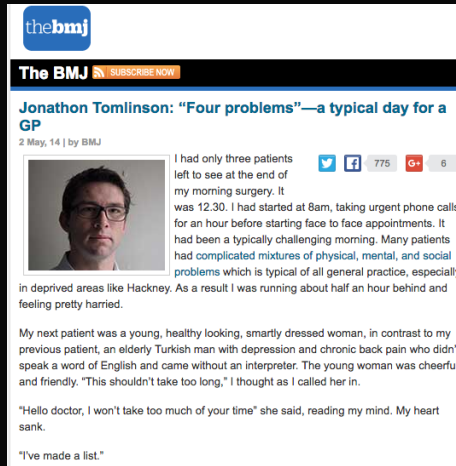 thebmj
The BMJ SUBSCRIBE NOW
Jonathon Tomlinson: “Four problems”—a typical day for a
GP
2 May, 14 | by BMJ
I had only three patients
775 6
left to see at the end of
my morning surgery. It
was 12.30. I had started at 8am, taking urgent phone calls
for an hour before starting face to face appointments. It
had been a typically challenging morning. Many patients
had complicated mixtures of physical, mental, and social
problems which is typical of all general practice, especially
in deprived areas like Hackney. As a result I was running about half an hour behind and
feeling pretty harried.
My next patient was a young, healthy looking, smartly dressed woman, in contrast to my
previous patient, an elderly Turkish man with depression and chronic back pain who didn’
speak a word of English and came without an interpreter. The young woman was cheerfu
and friendly. "This shouldn’t take too long,” I thought as I called her in.
“Hello doctor, I won’t take too much of your time” she said, reading my mind. My heart
sank.
“I’ve made a list.”